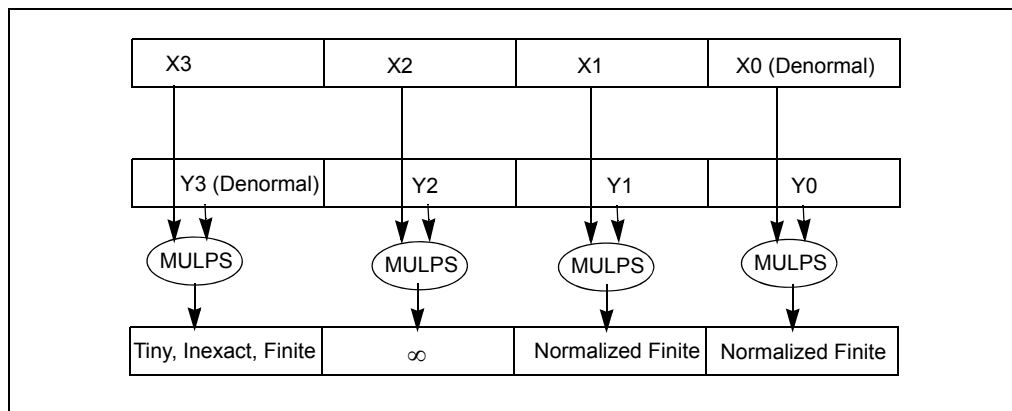 X3 X2 X1 X0 (Denormal)
Y3 (Denormal) Y2 Y1 Y0
MULPS MULPS MULPS MULPS
Tiny, Inexact, Finite ∞ Normalized Finite Normalized Finite